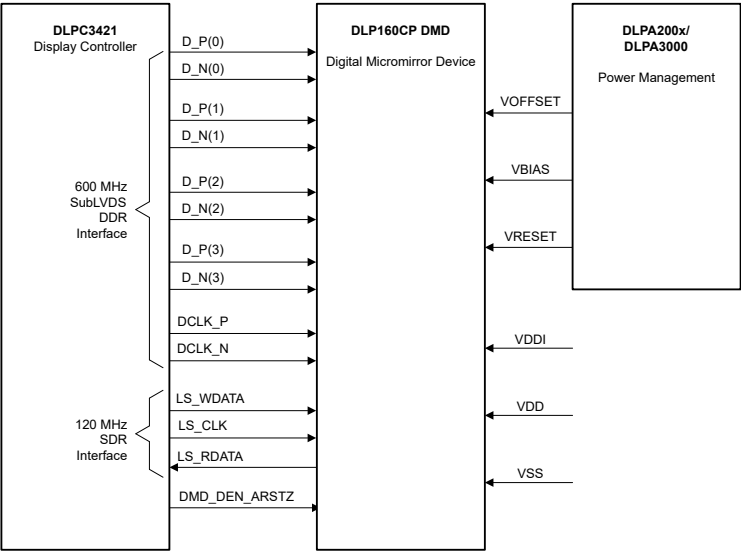 DLPC3421
Display Controller
600 MHz
SubLVDS
DDR
Interface
120 MHz
SDR
Interface
D_P(0)
D_N(0)
D_P(1)
D_N(1)
D_P(2)
D_N(2)
D_P(3)
D_N(3)
DCLK_P
DCLK_N
LS_WDATA
LS_CLK
LS_RDATA
DMD_DEN_ARSTZ
DLP160CP DMD
Digital Micromirror Device
VOFFSET
VBIAS
VRESET
VDDI
VDD
VSS
DLPA200x/
DLPA3000
Power Management